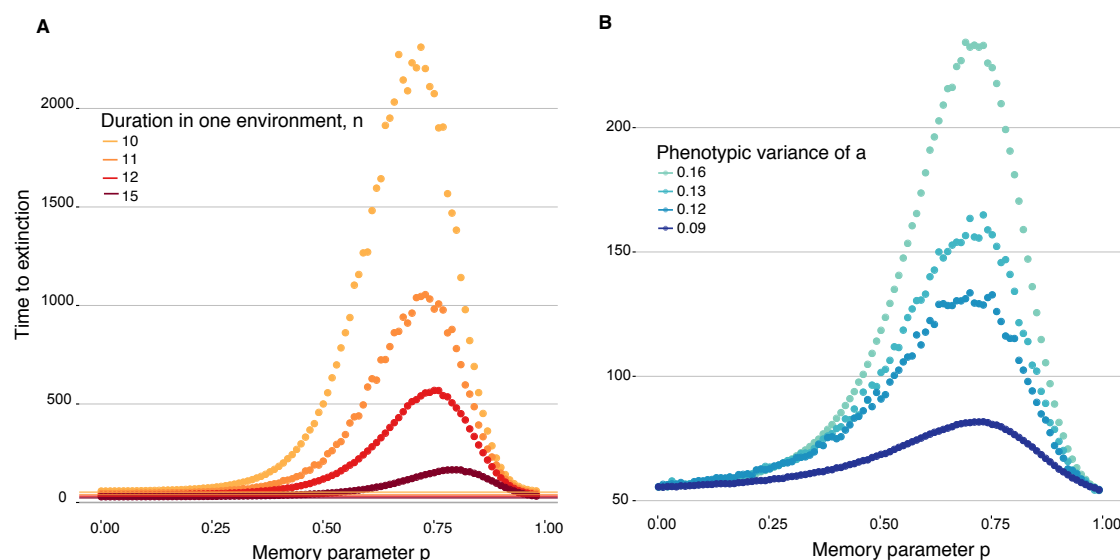 A
Time to extinction
2000
1500
1000
500
0
Duration in one environment, n
10
11
12
15
0.00 0.25 0.50 0.75 1.00
Memory parameter p
B
200
150
100
50
Phenotypic variance of a
0.16
0.13
0.12
0.09
0.00 0.25 0.50 0.75 1.00
Memory parameter p